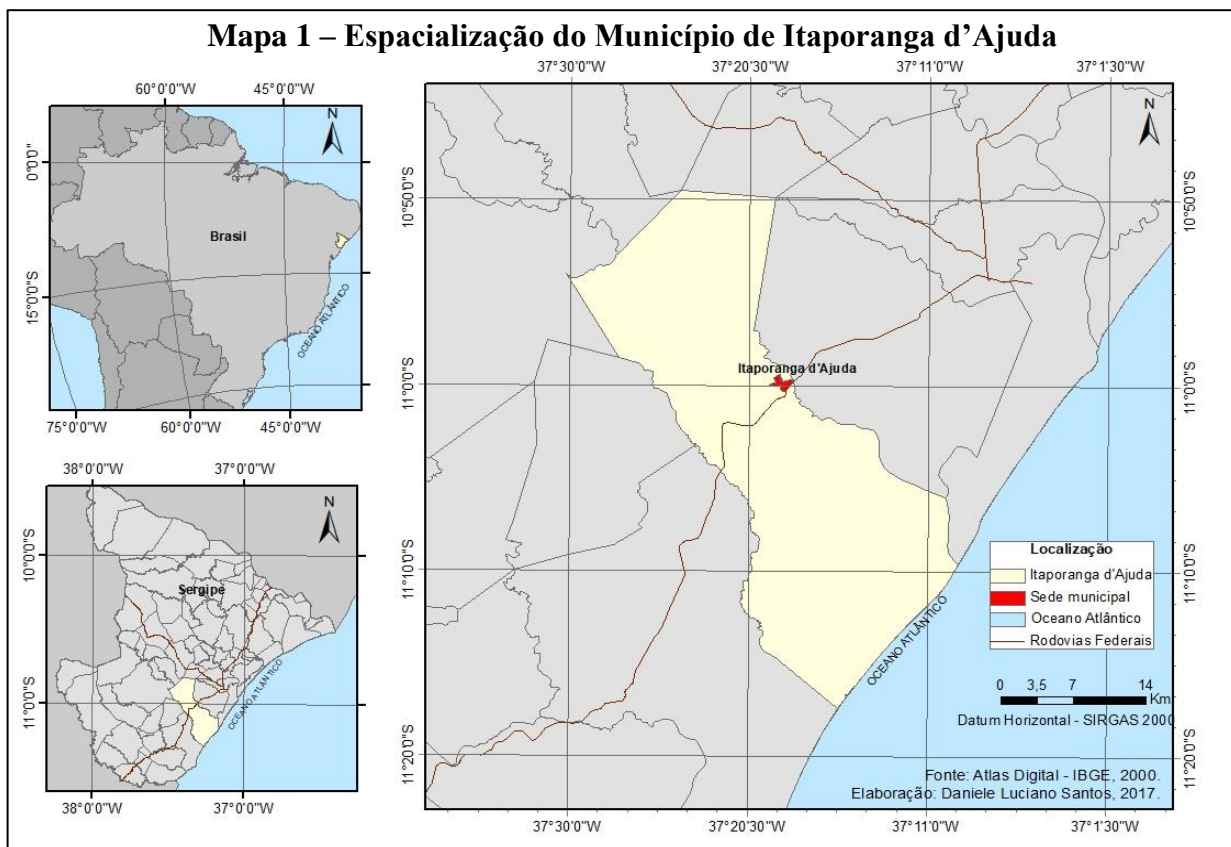 Mapa 1 – Espacialização do Município de Itaporanga d’Ajuda
60°0'0"W 45°0'0"W
N
0°0'0"
15°0'0"S
Brasil
OCEANO ATLÂNTICO
75°0'0"W 60°0'0"W 45°0'0"W
38°0'0"W 37°0'0"W
N
10°0'0"S
11°0'0"S
Sergipe
OCEANO ATLÂNTICO
38°0'0"W 37°0'0"W
37°30'0"W 37°20'30"W 37°11'0"W 37°1'30"W
N
10°50'0"S 10°50'0"S
Itaporanga d'Ajuda
11°0'0"S 11°0'0"S
11°10'0"S 11°10'0"S
11°20'0"S 11°20'0"S
OCEANO ATLÂNTICO
Localização
Itaporanga d'Ajuda
Sede municipal
Oceano Atlântico
Rodovias Federais
0 3,5 7 14
Km
Datum Horizontal - SIRGAS 2000
Fonte: Atlas Digital - IBGE, 2000.
Elaboração: Daniele Luciano Santos, 2017.
37°30'0"W 37°20'30"W 37°11'0"W 37°1'30"W